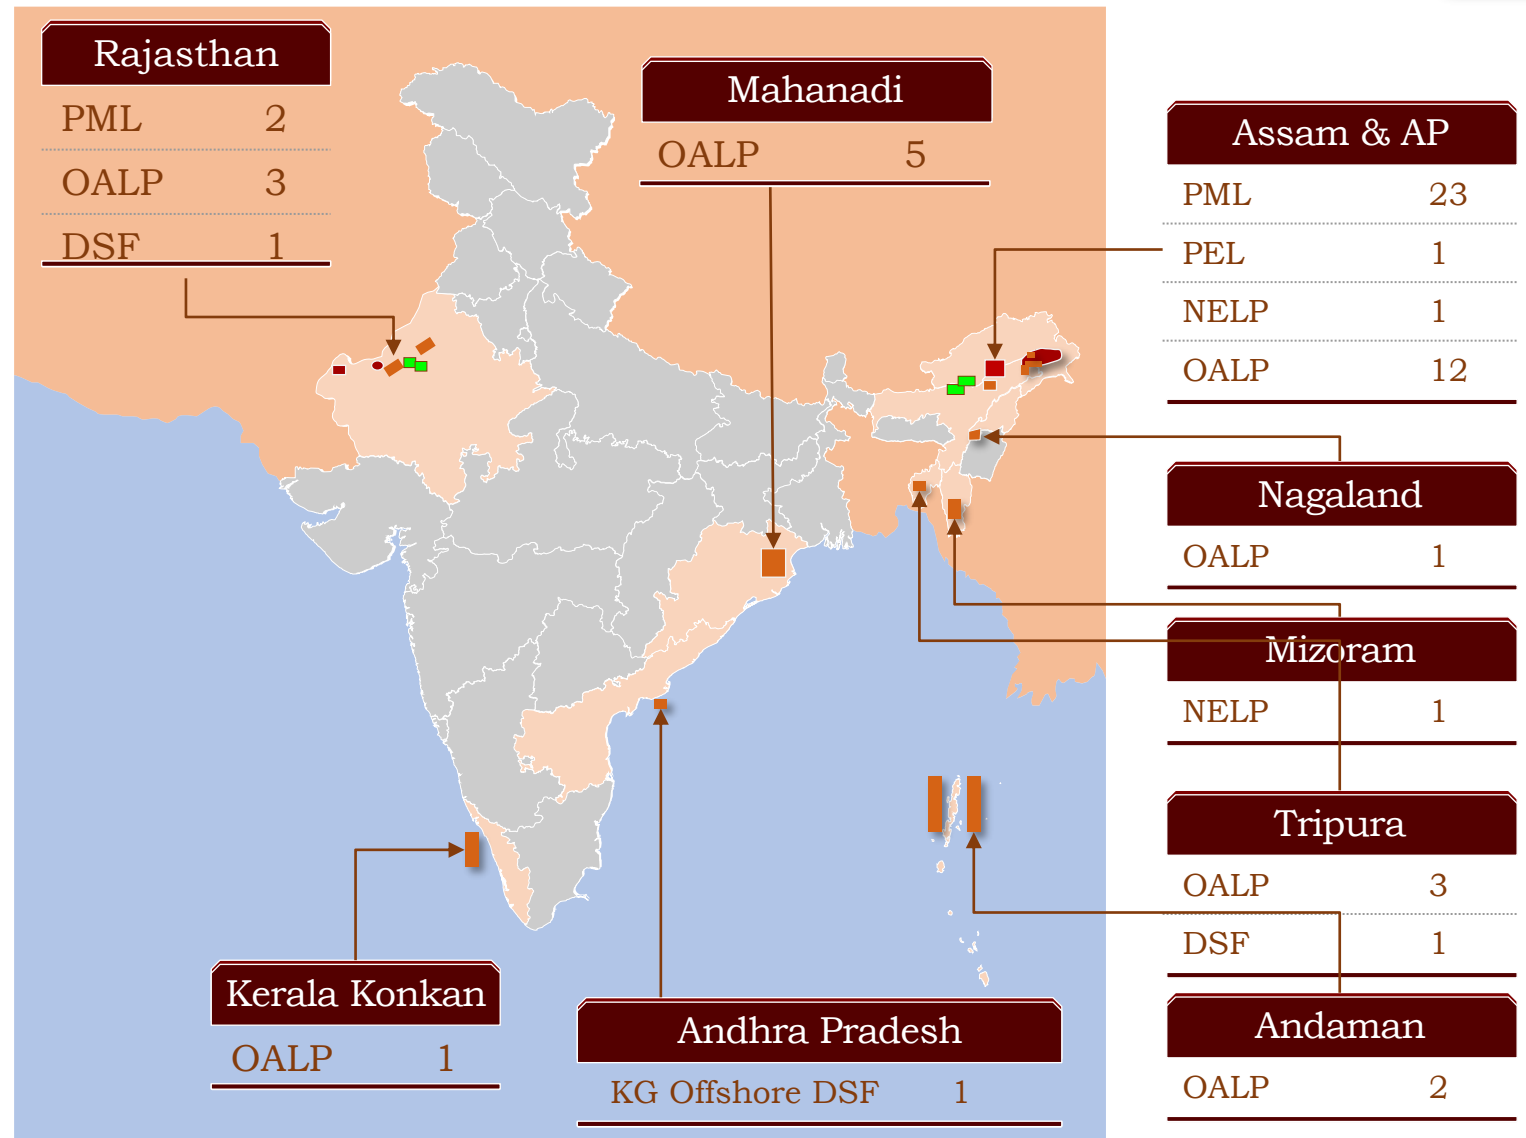 Rajasthan
PML 2
OALP 3
DSF 1
Mahanadi
OALP 5
Assam & AP
PML 23
PEL 1
NELP 1
OALP 12
Nagaland
OALP 1
Mizoram
NELP 1
Tripura
OALP 3
DSF 1
Andaman
OALP 2
Kerala Konkan
OALP 1
Andhra Pradesh
KG Offshore DSF 1